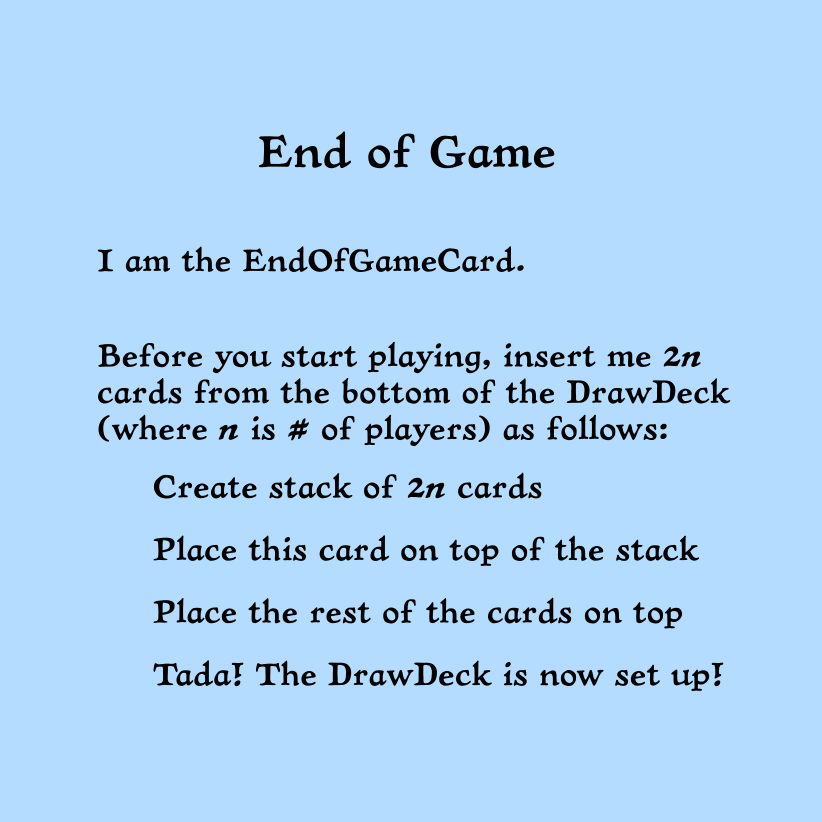 End of Game
I am the EndOfGameCard.
Before you start playing, insert me 2n
cards from the bottom of the DrawDeck
(where n is # of players) as follows:
Create stack of 2n cards
Place this card on top of the stack
Place the rest of the cards on top
Tada! The DrawDeck is now set up!